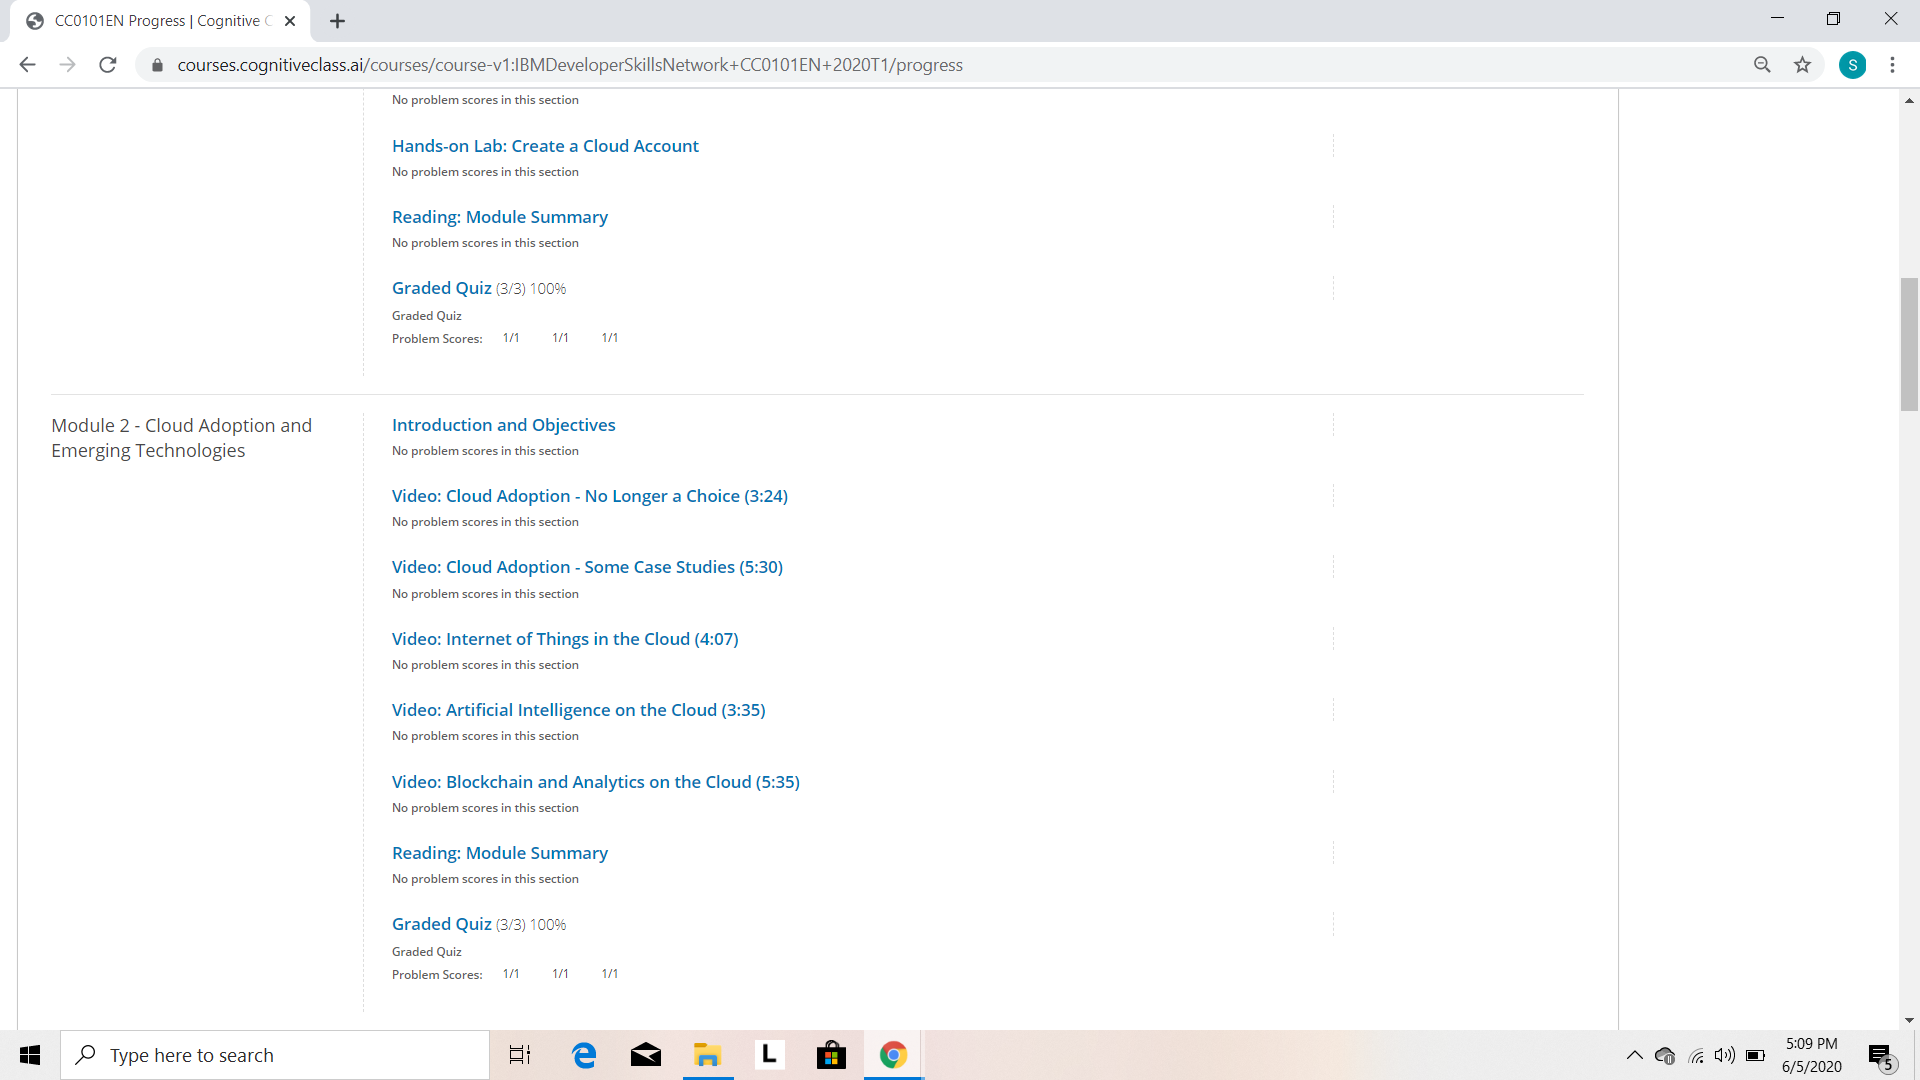 CC0101EN Progress | Cognitive C
courses.cognitiveclass.ai/courses/course-v1:IBMDeveloperSkillsNetwork+CC0101EN+2020T1/progress
S
No problem scores in this section
Hands-on Lab: Create a Cloud Account
No problem scores in this section
Reading: Module Summary
No problem scores in this section
Graded Quiz (3/3) 100%
Graded Quiz
Problem Scores: 1/1 1/1 1/1
Module 2 - Cloud Adoption and
Emerging Technologies
Introduction and Objectives
No problem scores in this section
Video: Cloud Adoption - No Longer a Choice (3:24)
No problem scores in this section
Video: Cloud Adoption - Some Case Studies (5:30)
No problem scores in this section
Video: Internet of Things in the Cloud (4:07)
No problem scores in this section
Video: Artificial Intelligence on the Cloud (3:35)
No problem scores in this section
Video: Blockchain and Analytics on the Cloud (5:35)
No problem scores in this section
Reading: Module Summary
No problem scores in this section
Graded Quiz (3/3) 100%
Graded Quiz
Problem Scores: 1/1 1/1 1/1
Type here to search
L
5:09 PM
6/5/2020
5